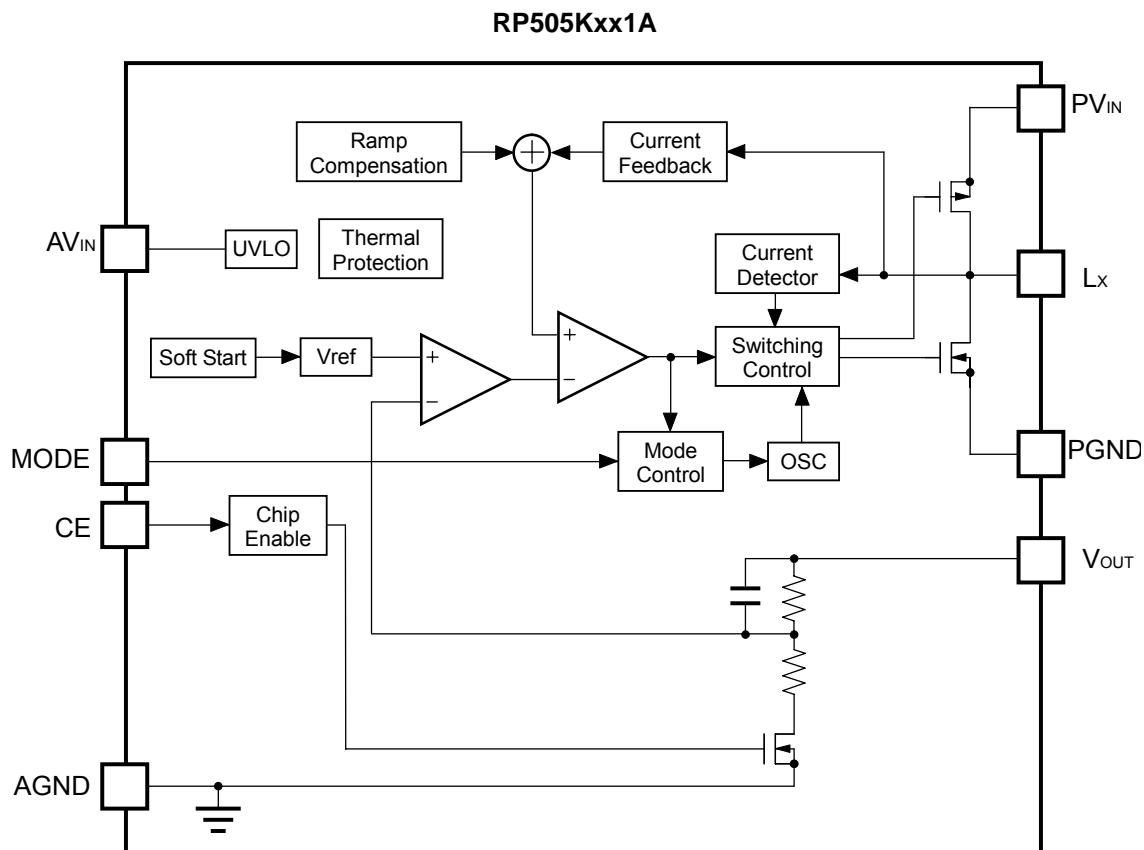 RP505Kxx1A
PVIN
Ramp
Compensation
+
Current
Feedback
AVIN
UVLO
Thermal
Protection
Current
Detector
LX
Soft Start
Vref
+
−
+
−
Switching
Control
MODE
Mode
Control
OSC
PGND
CE
Chip
Enable
VOUT
AGND